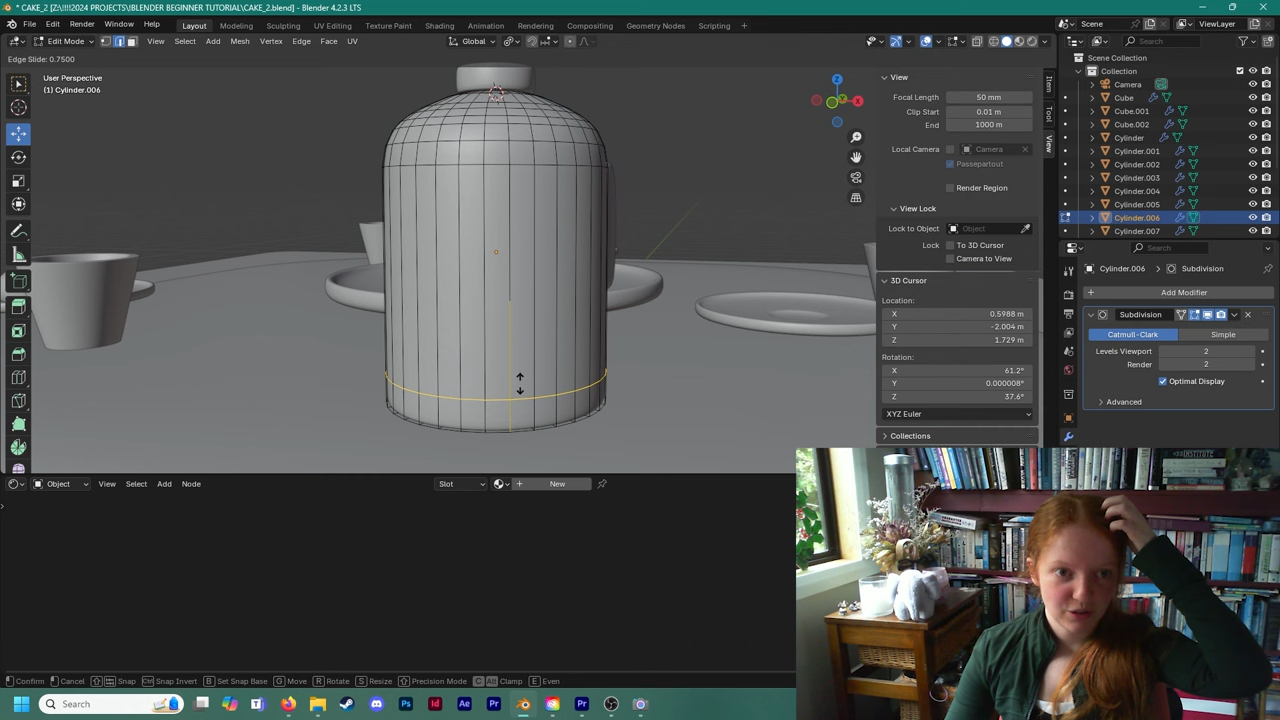 * CAKE_2 [Z:\!!!!2024 PROJECTS\BLENDER BEGINNER TUTORIAL\CAKE_2.blend] - Blender 4.2.3 LTS
File Edit Render Window Help Layout Modeling Sculpting UV Editing Texture Paint Shading Animation Rendering Compositing Geometry Nodes Scripting + Scene ViewLayer
Edit Mode View Select Add Mesh Vertex Edge Face UV Global Search
Edge Slide: 0.7500
User Perspective
(1) Cylinder.006
Z
X
Y
View
Focal Length 50 mm
Clip Start 0.01 m
End 1000 m
Local Camera Camera
Passepartout
Render Region
View Lock
Lock to Object Object
Lock To 3D Cursor
Camera to View
3D Cursor
Location:
X 0.5988 m
Y -2.004 m
Z 1.729 m
Rotation:
X 61.2°
Y 0.000008°
Z 37.6°
XYZ Euler
Collections
Item
Tool
View
Scene Collection
Collection
Camera
Cube
Cube.001
Cube.002
Cylinder
Cylinder.001
Cylinder.002
Cylinder.003
Cylinder.004
Cylinder.005
Cylinder.006
Cylinder.007
Search
Cylinder.006 Subdivision
+ Add Modifier
Subdivision
Catmull-Clark Simple
Levels Viewport 2
Render 2
Optimal Display
Advanced
Object View Select Add Node Slot New
Confirm Cancel Snap Snap Invert Set Snap Base Move Rotate Resize Precision Mode Clamp Even
Search